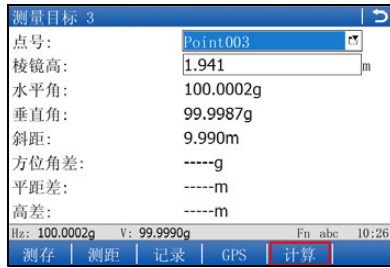 测量目标 3
点号: Point003
棱镜高: 1.941 m
水平角: 100.0002g
垂直角: 99.9987g
斜距: 9.990m
方位角差: -----g
平距差: -----m
高差: -----m
Hz: 100.0002g V: 99.9990g Fn abc 10:26
测存 测距 记录 GPS 计算